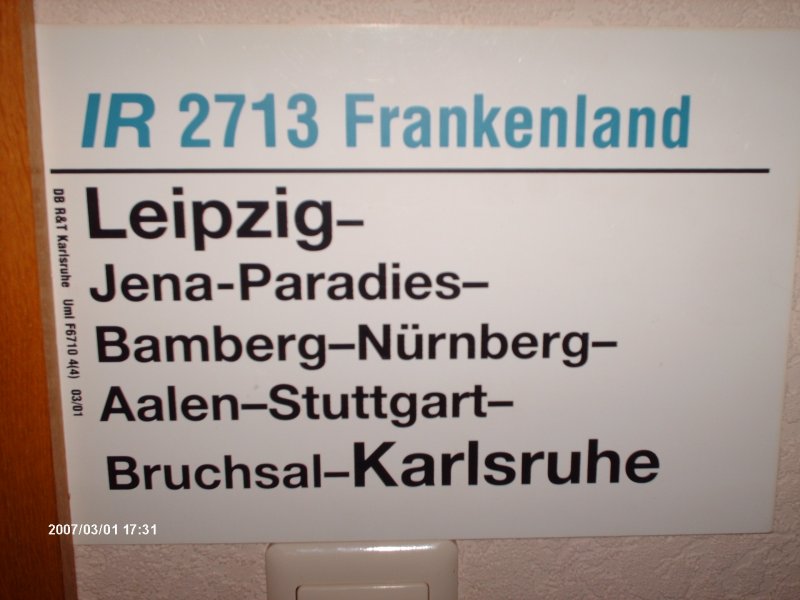 IR 2713 Frankenland
Leipzig–
Jena-Paradies–
Bamberg–Nürnberg–
Aalen–Stuttgart–
Bruchsal–Karlsruhe
DB R&T Karlsruhe Uml F6710 4(4) 03/01
2007/03/01 17:31